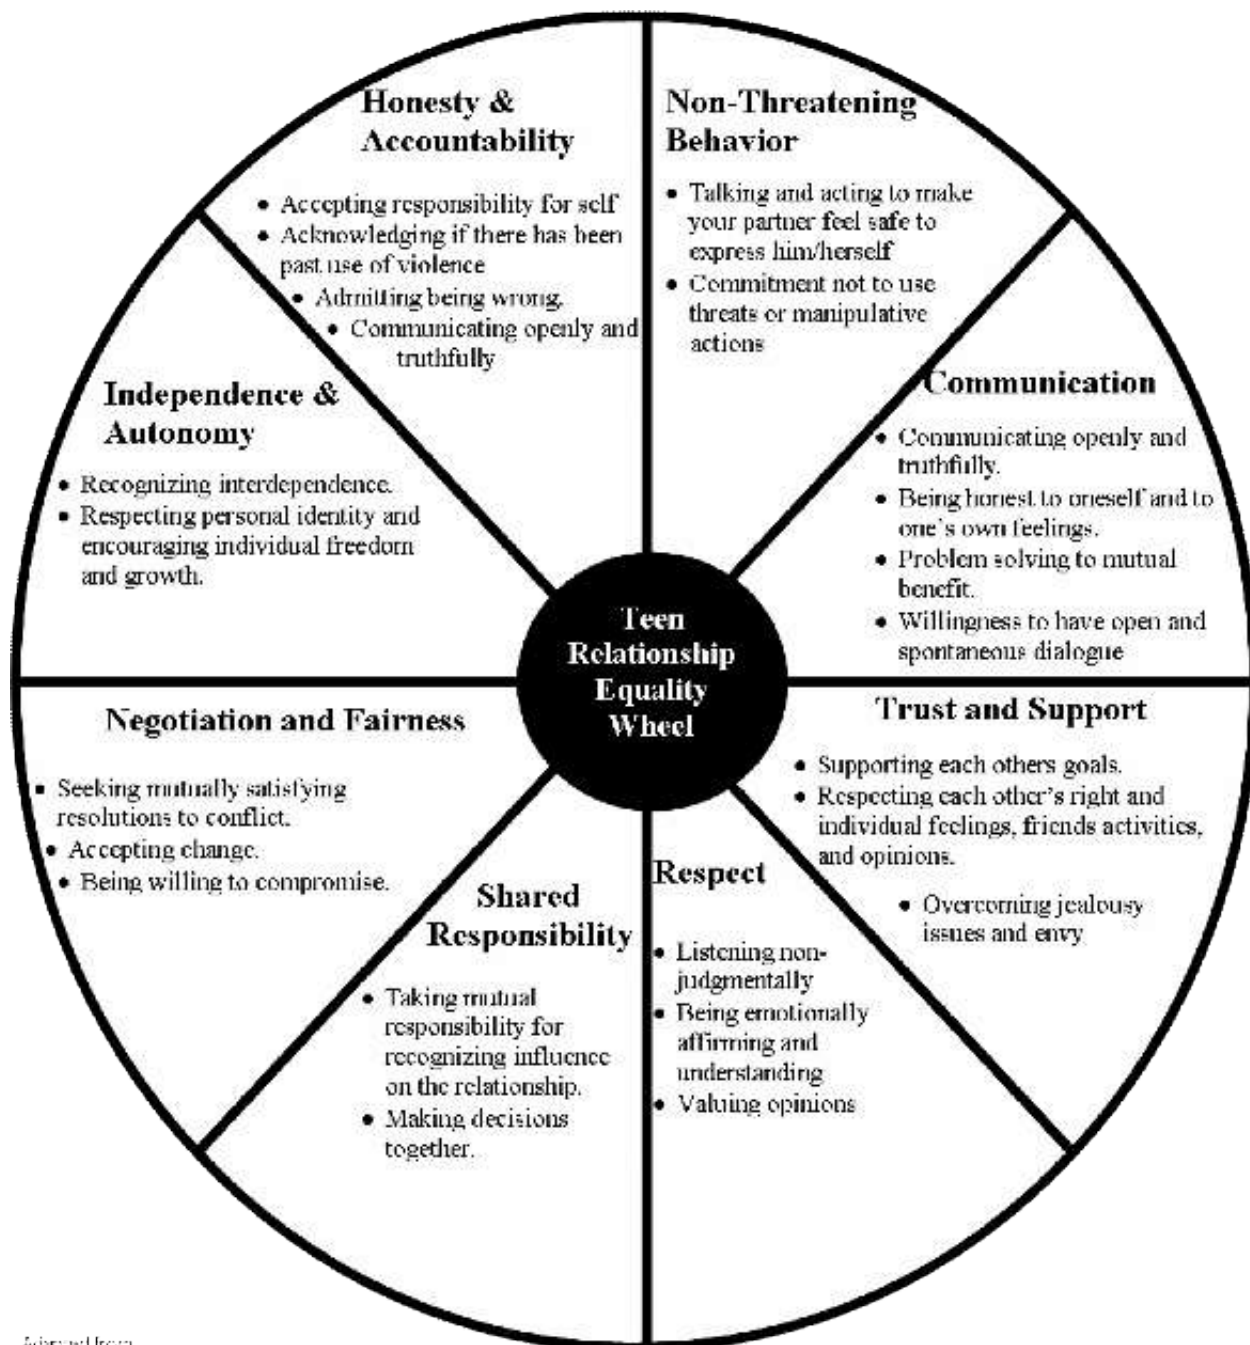 Honesty &
Accountability
• Accepting responsibility for self
• Acknowledging if there has been
past use of violence
• Admitting being wrong.
• Communicating openly and
truthfully
Non-Threatening
Behavior
• Talking and acting to make
your partner feel safe to
express him/herself
• Commitment not to use
threats or manipulative
actions
Communication
• Communicating openly and
truthfully.
• Being honest to oneself and to
one's own feelings.
• Problem solving to mutual
benefit.
• Willingness to have open and
spontaneous dialogue
Trust and Support
• Supporting each others goals.
• Respecting each other's right and
individual feelings, friends activities,
and opinions.
• Overcoming jealousy
issues and envy
Respect
• Listening non-
judgmentally
• Being emotionally
affirming and
understanding
• Valuing opinions
Shared
Responsibility
• Taking mutual
responsibility for
recognizing influence
on the relationship.
• Making decisions
together.
Negotiation and Fairness
• Seeking mutually satisfying
resolutions to conflict.
• Accepting change.
• Being willing to compromise.
Independence &
Autonomy
• Recognizing interdependence.
• Respecting personal identity and
encouraging individual freedom
and growth.
Teen
Relationship
Equality
Wheel